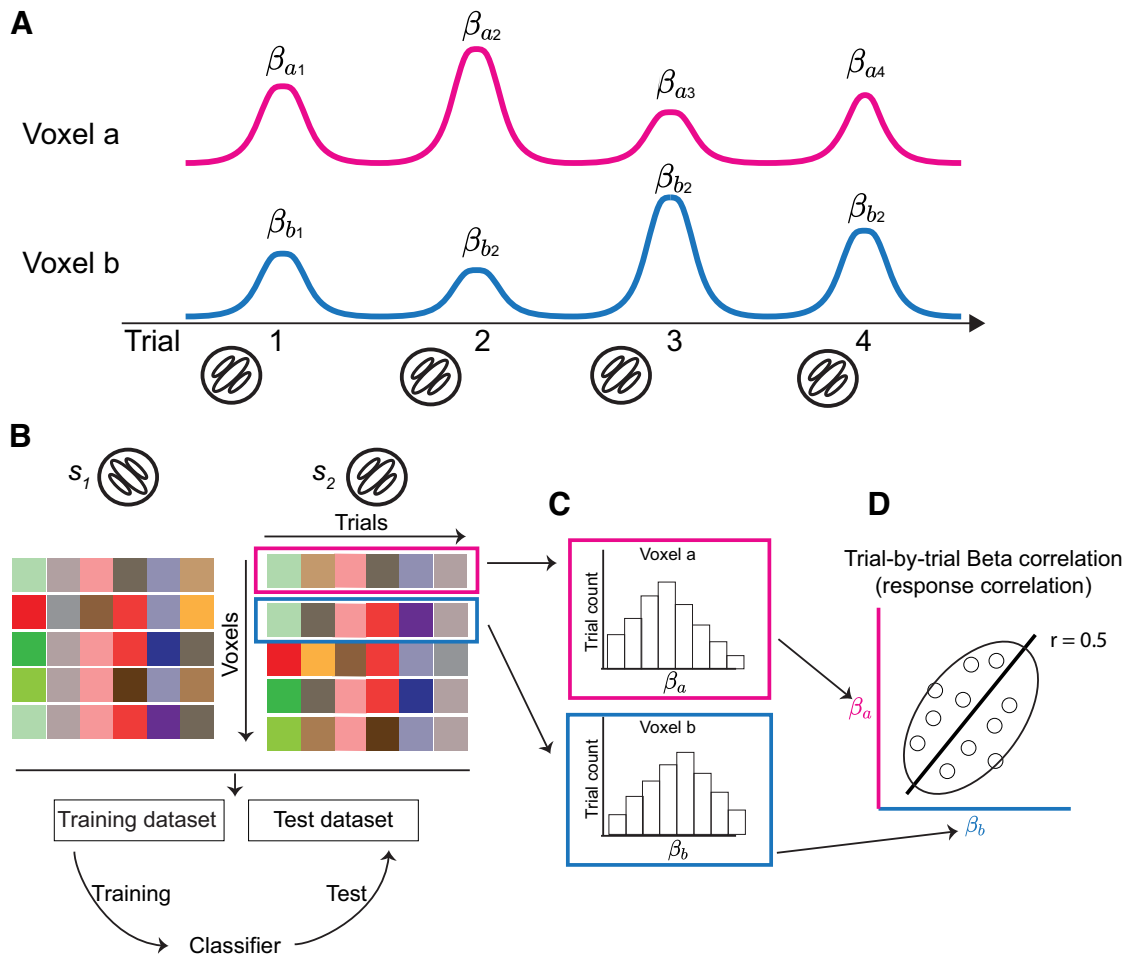 A
βa1
βa2
βa3
βa4
Voxel a
βb1
βb2
βb2
βb2
Voxel b
Trial 1 2 3 4
B
s1
s2
Trials
Voxels
Training dataset
Test dataset
Training
Test
Classifier
C
Voxel a
Trial count
βa
Voxel b
Trial count
βb
D
Trial-by-trial Beta correlation
(response correlation)
r = 0.5
βa
βb